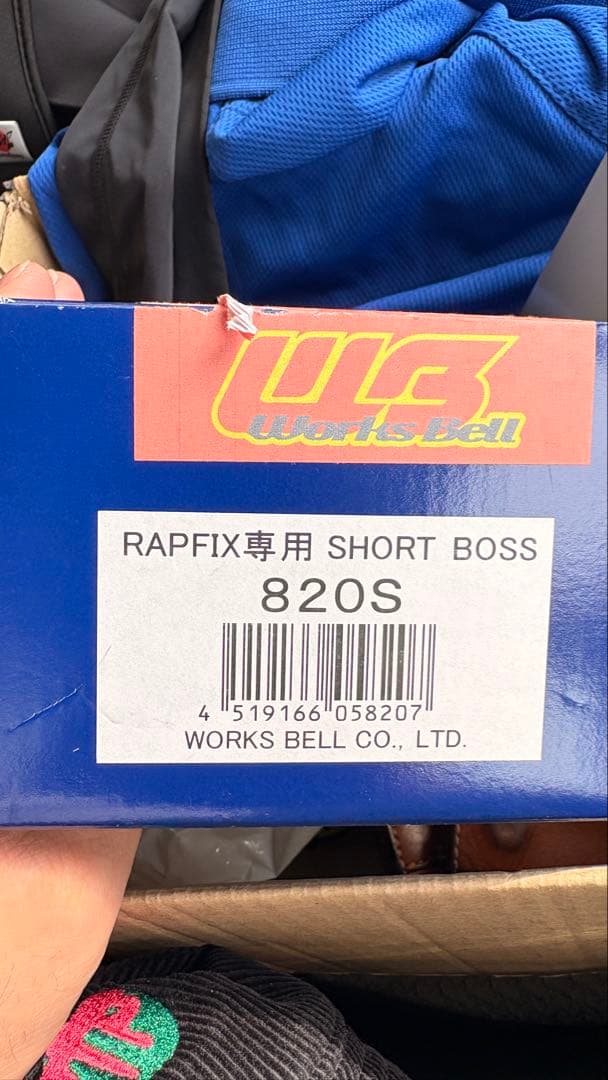 WB
Works Bell
RAPFIX専用 SHORT BOSS
820S
4 519166 058207
WORKS BELL CO., LTD.
TP